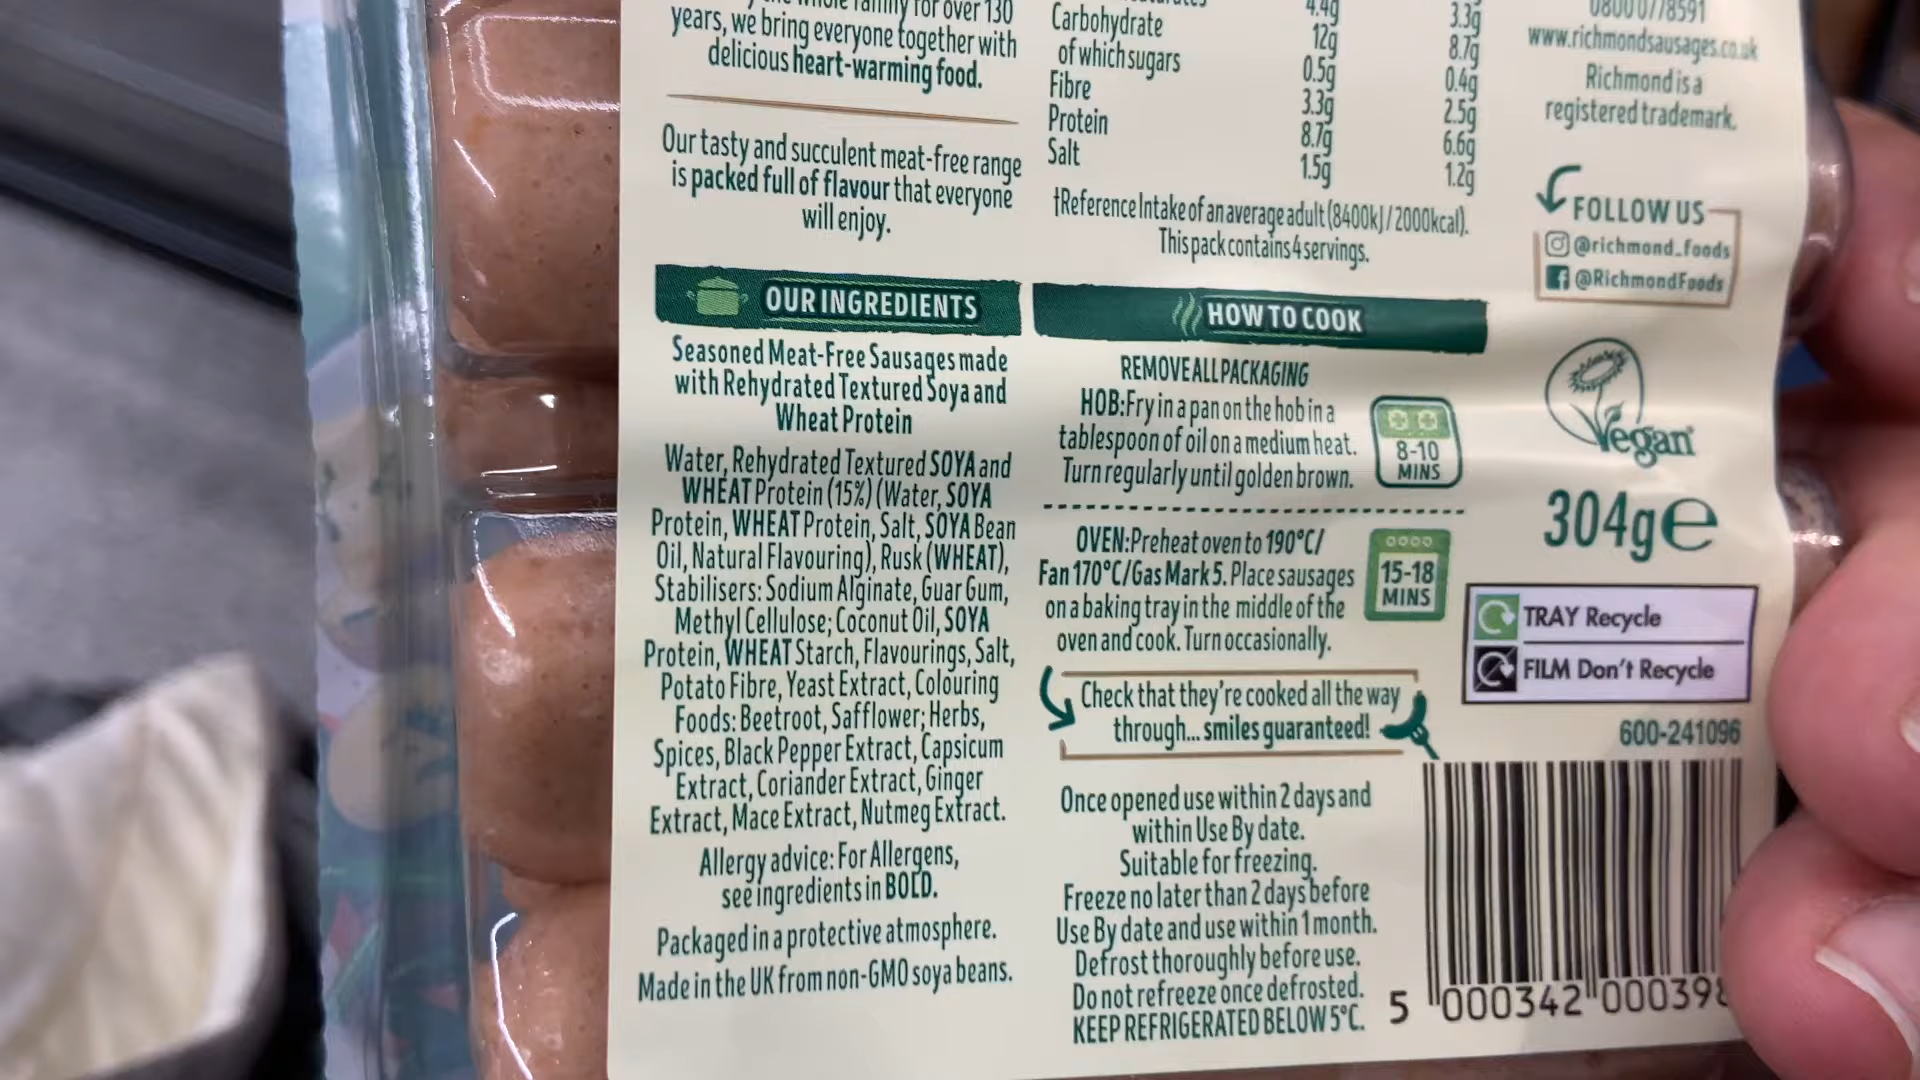 family for over 130
years, we bring everyone together with
delicious heart-warming food.
Our tasty and succulent meat-free range
is packed full of flavour that everyone
will enjoy.
OUR INGREDIENTS
Seasoned Meat-Free Sausages made
with Rehydrated Textured Soya and
Wheat Protein
Water, Rehydrated Textured SOYA and
WHEAT Protein (15%) (Water, SOYA
Protein, WHEAT Protein, Salt, SOYA Bean
Oil, Natural Flavouring), Rusk (WHEAT),
Stabilisers: Sodium Alginate, Guar Gum,
Methyl Cellulose; Coconut Oil, SOYA
Protein, WHEAT Starch, Flavourings, Salt,
Potato Fibre, Yeast Extract, Colouring
Foods: Beetroot, Safflower; Herbs,
Spices, Black Pepper Extract, Capsicum
Extract, Coriander Extract, Ginger
Extract, Mace Extract, Nutmeg Extract.
Allergy advice: For Allergens,
see ingredients in BOLD.
Packaged in a protective atmosphere.
Made in the UK from non-GMO soya beans.
4.4g 3.3g
Carbohydrate 12g 8.7g
of which sugars 0.5g 0.4g
Fibre 3.3g 2.5g
Protein 8.7g 6.6g
Salt 1.5g 1.2g
†Reference Intake of an average adult (8400kJ/2000kcal).
This pack contains 4 servings.
HOW TO COOK
REMOVE ALL PACKAGING
HOB: Fry in a pan on the hob in a
tablespoon of oil on a medium heat.
Turn regularly until golden brown.
8-10
MINS
OVEN: Preheat oven to 190°C/
Fan 170°C/Gas Mark 5. Place sausages
on a baking tray in the middle of the
oven and cook. Turn occasionally.
15-18
MINS
Check that they're cooked all the way
through... smiles guaranteed!
Once opened use within 2 days and
within Use By date.
Suitable for freezing.
Freeze no later than 2 days before
Use By date and use within 1 month.
Defrost thoroughly before use.
Do not refreeze once defrosted.
KEEP REFRIGERATED BELOW 5°C.
0800 0778591
www.richmondsausages.co.uk
Richmond is a
registered trademark.
FOLLOW US
@richmond_foods
@RichmondFoods
Vegan
304g℮
TRAY Recycle
FILM Don't Recycle
600-241096
5 000342 000398